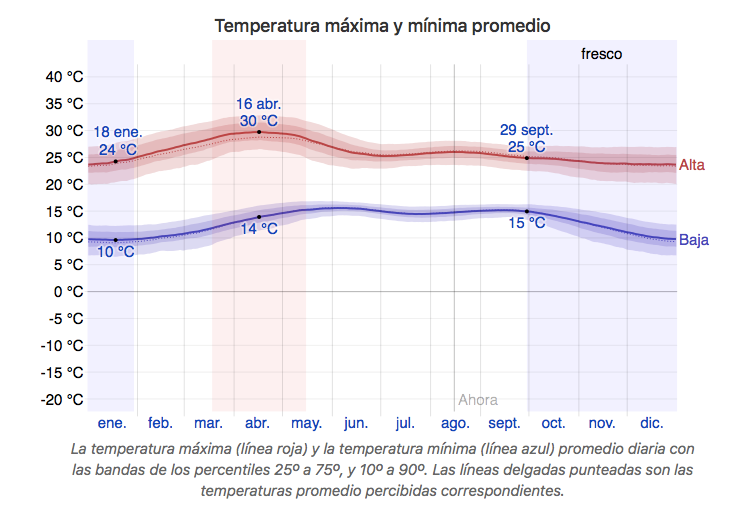 Temperatura máxima y mínima promedio
fresco
40 °C
35 °C
30 °C
25 °C
20 °C
15 °C
10 °C
5 °C
0 °C
-5 °C
-10 °C
-15 °C
-20 °C
18 ene.
24 °C
16 abr.
30 °C
29 sept.
25 °C
Alta
10 °C
14 °C
15 °C
Baja
Ahora
ene. feb. mar. abr. may. jun. jul. ago. sept. oct. nov. dic.
La temperatura máxima (línea roja) y la temperatura mínima (línea azul) promedio diaria con
las bandas de los percentiles 25º a 75º, y 10º a 90º. Las líneas delgadas punteadas son las
temperaturas promedio percibidas correspondientes.